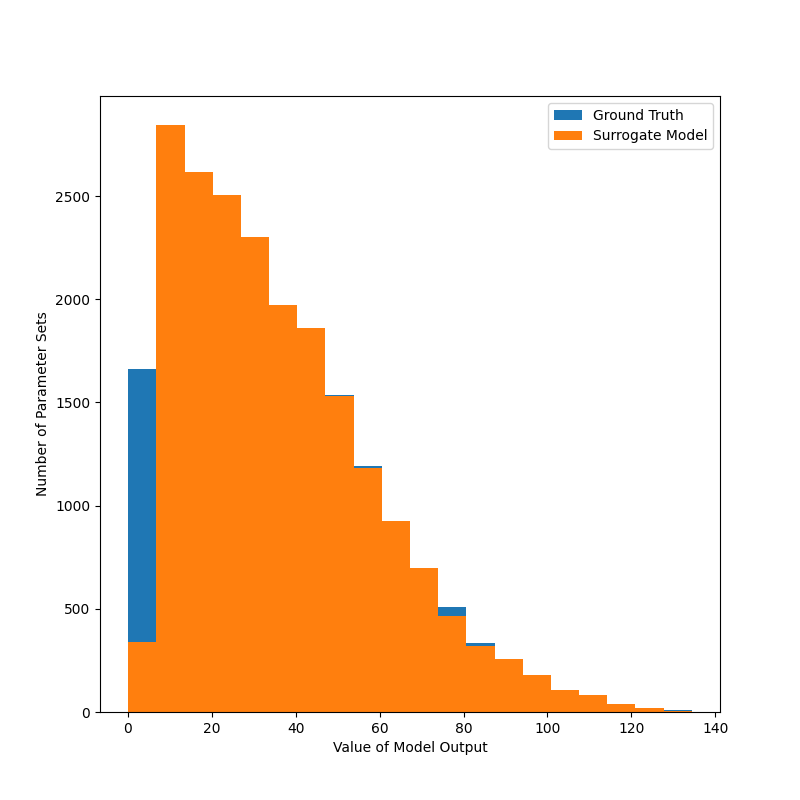 Ground Truth
Surrogate Model
Number of Parameter Sets
2500
2000
1500
1000
500
0
0 20 40 60 80 100 120 140
Value of Model Output